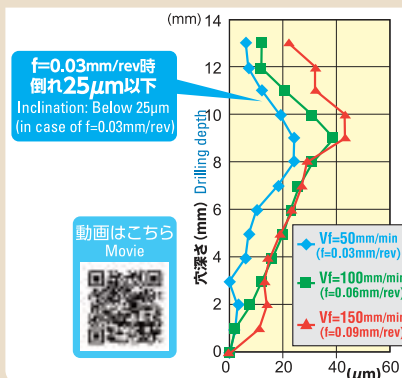 (mm)
14
12
10
8
6
4
2
0
穴深さ(mm) Drilling depth
f=0.03mm/rev時
倒れ25μm以下
Inclination: Below 25μm
(in case of f=0.03mm/rev)
動画はこちら
Movie
Vf=50mm/min
(f=0.03mm/rev)
Vf=100mm/min
(f=0.06mm/rev)
Vf=150mm/min
(f=0.09mm/rev)
0 20 40 60
(μm)